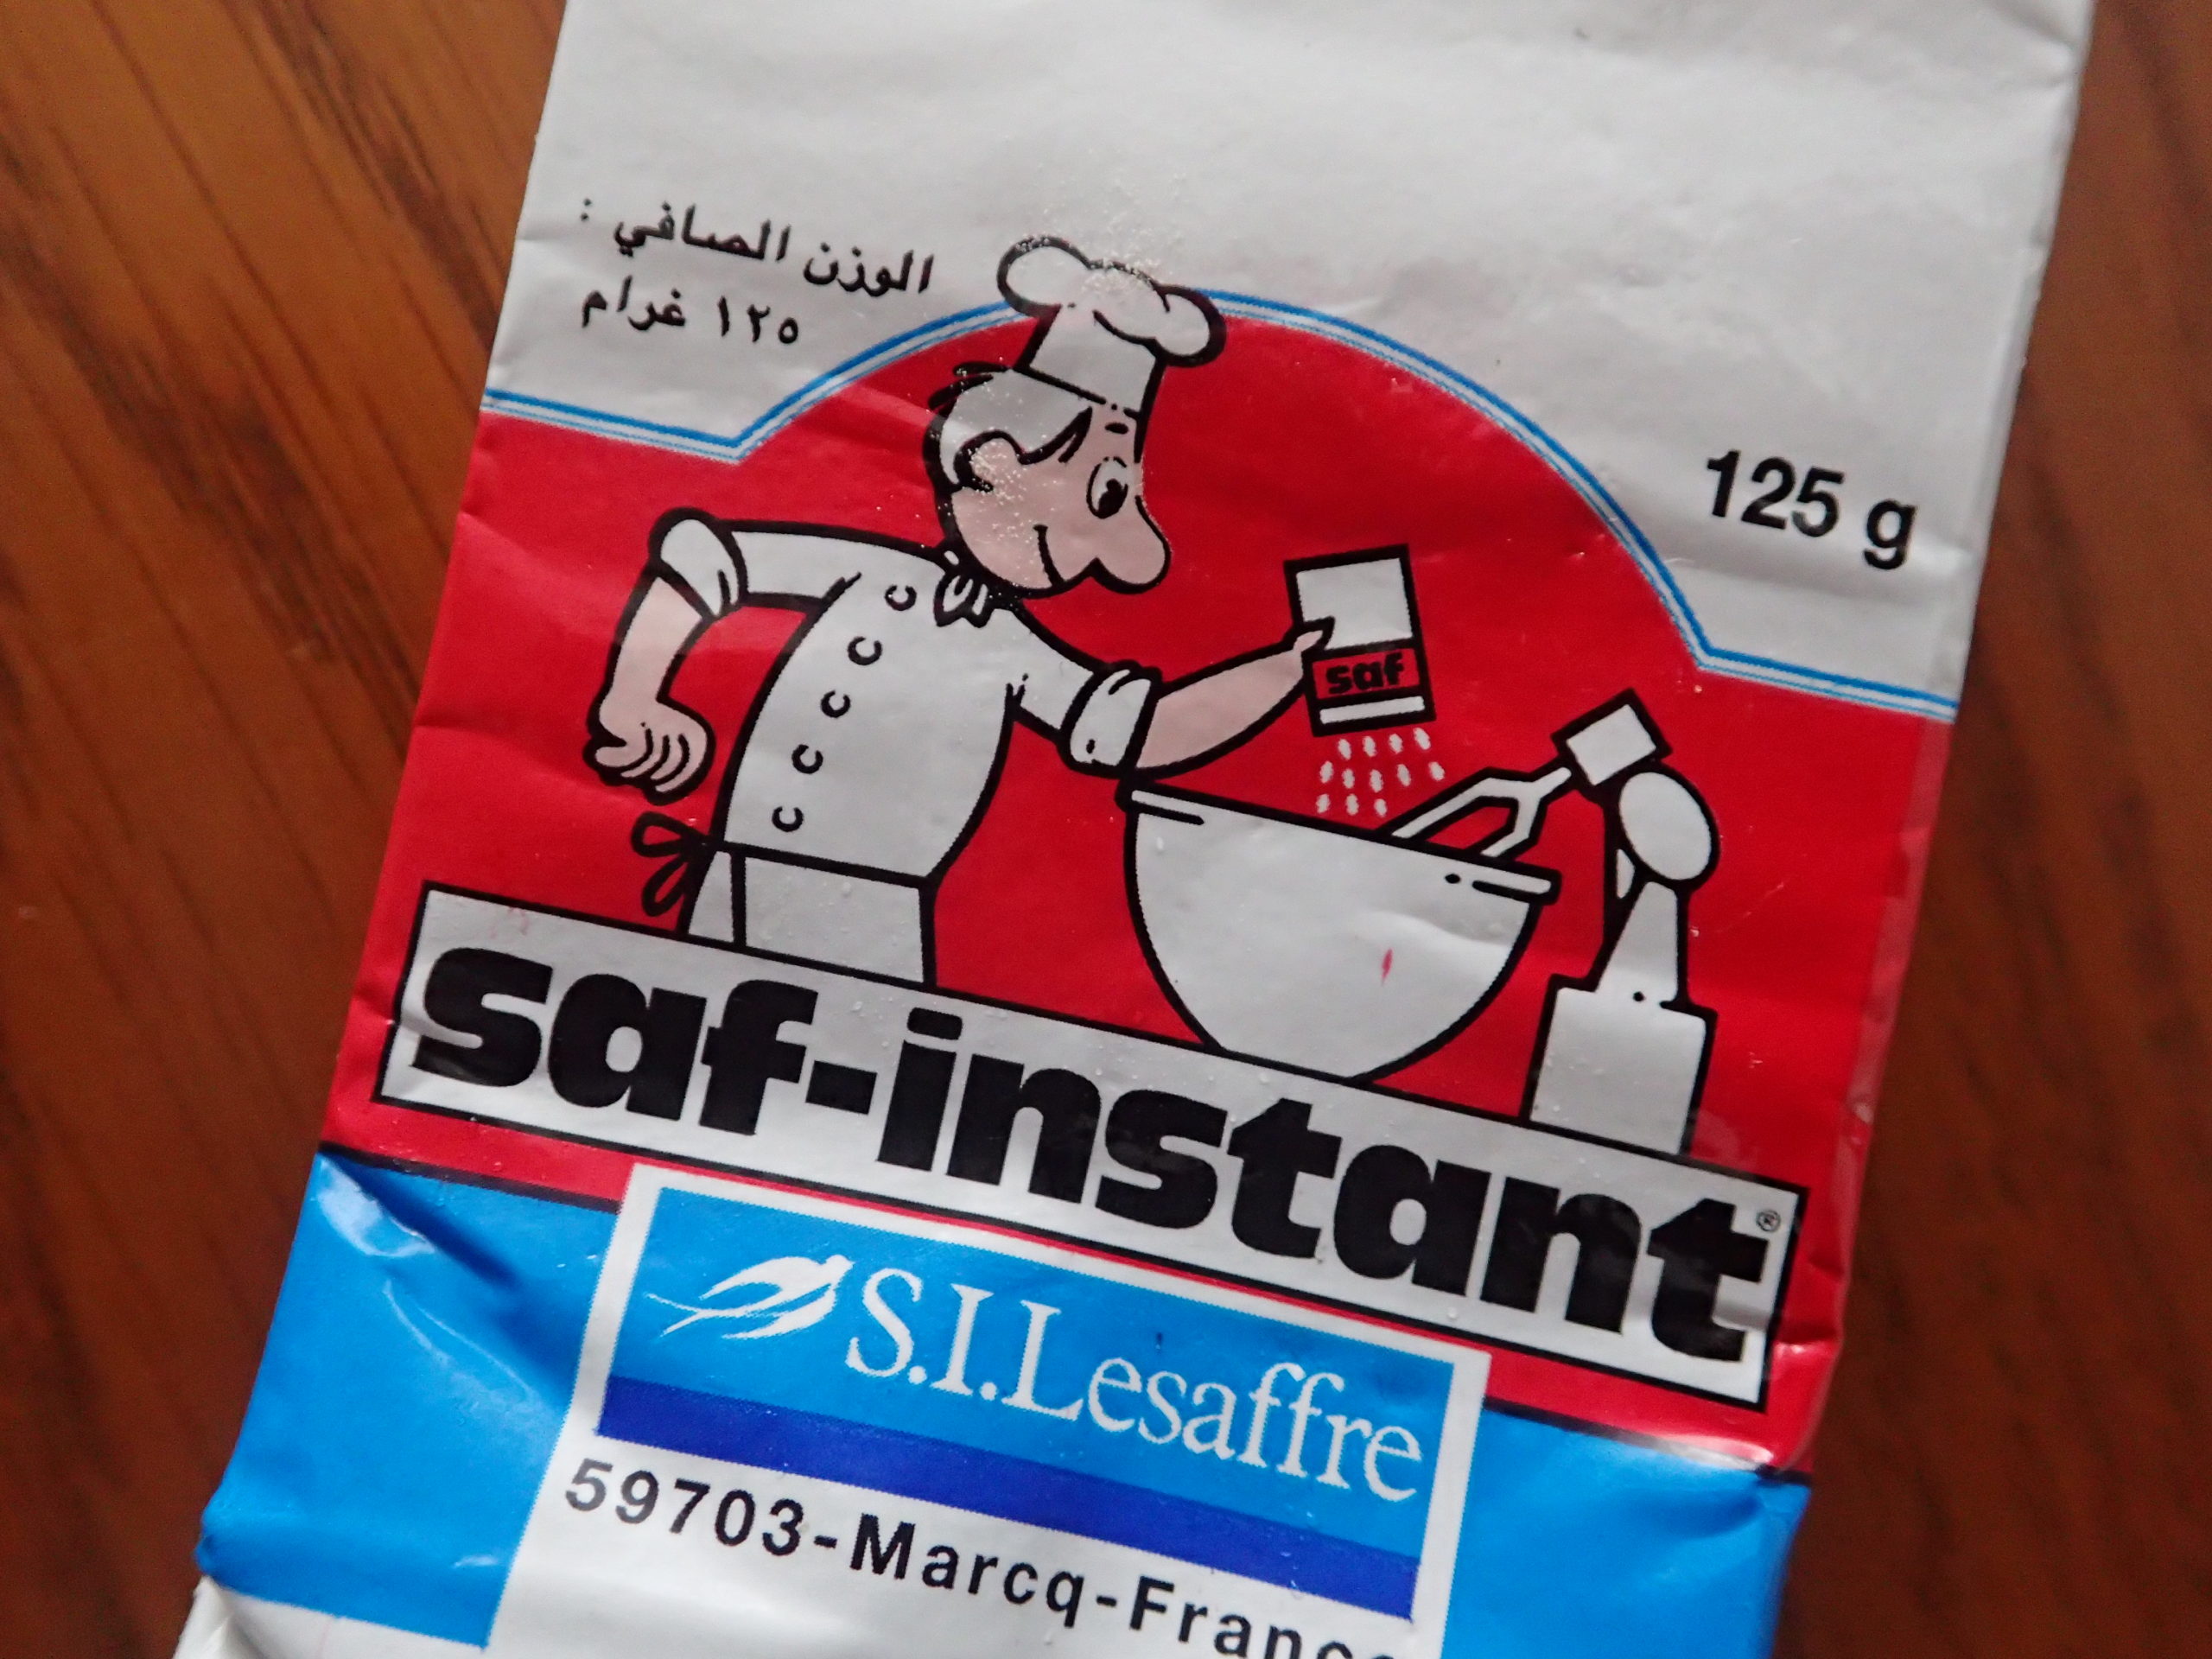 الوزن الصافي :
١٢٥ غرام
125 g
saf
saf-instant®
S.I.Lesaffre
59703-Marcq-France